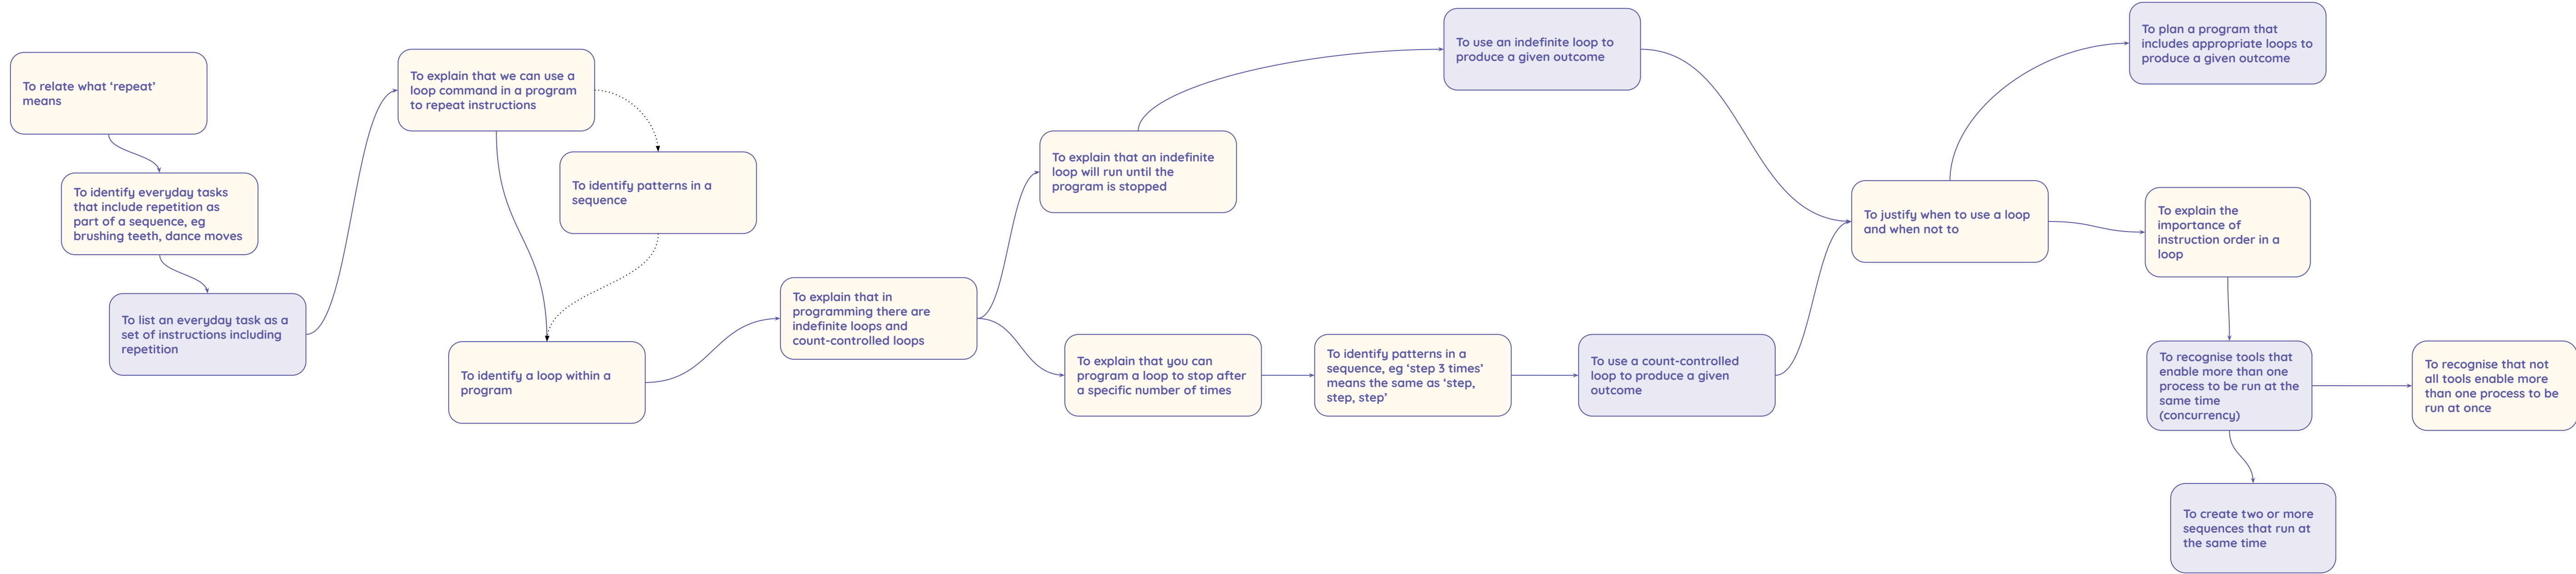 To relate what ‘repeat’
means
To identify everyday tasks
that include repetition as
part of a sequence, eg
brushing teeth, dance moves
To list an everyday task as a
set of instructions including
repetition
To explain that we can use a
loop command in a program
to repeat instructions
To identify patterns in a
sequence
To identify a loop within a
program
To explain that in
programming there are
indefinite loops and
count-controlled loops
To explain that an indefinite
loop will run until the
program is stopped
To use an indefinite loop to
produce a given outcome
To explain that you can
program a loop to stop after
a specific number of times
To identify patterns in a
sequence, eg ‘step 3 times’
means the same as ‘step,
step, step’
To use a count-controlled
loop to produce a given
outcome
To justify when to use a loop
and when not to
To plan a program that
includes appropriate loops to
produce a given outcome
To explain the
importance of
instruction order in a
loop
To recognise tools that
enable more than one
process to be run at the
same time
(concurrency)
To recognise that not
all tools enable more
than one process to be
run at once
To create two or more
sequences that run at
the same time